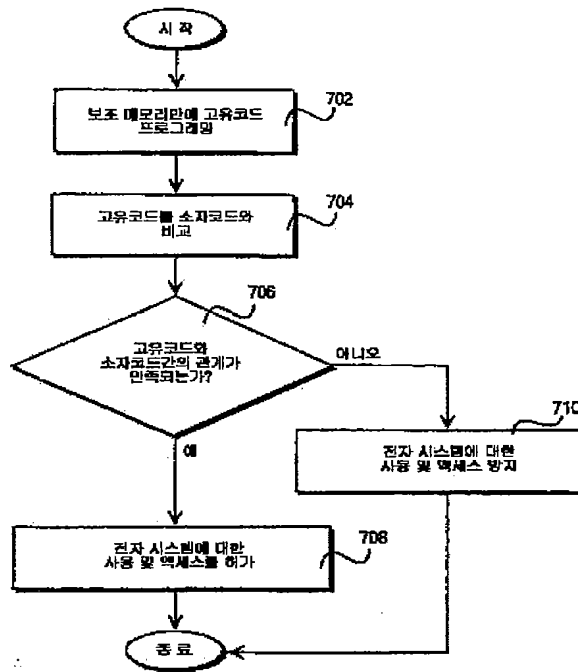 시 작
보조 메모리만에 고유코드
프로그래밍
702
고유코드를 소자코드와
비교
704
706
고유코드와
소자코드간의 관계가
만족되는가?
아니오
예
710
전자 시스템에 대한
사용 및 액세스 방지
전자 시스템에 대한
사용 및 액세스를 허가
708
종 료